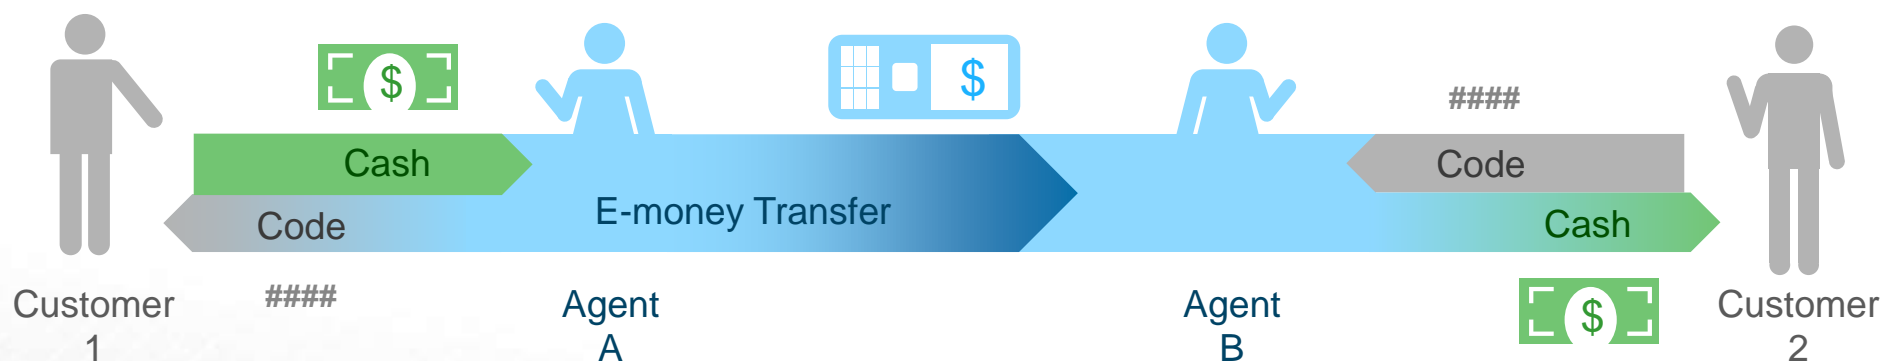 $
$
####
Cash
Code
E-money Transfer
Code
Cash
####
$
Customer
1
Agent
A
Agent
B
Customer
2